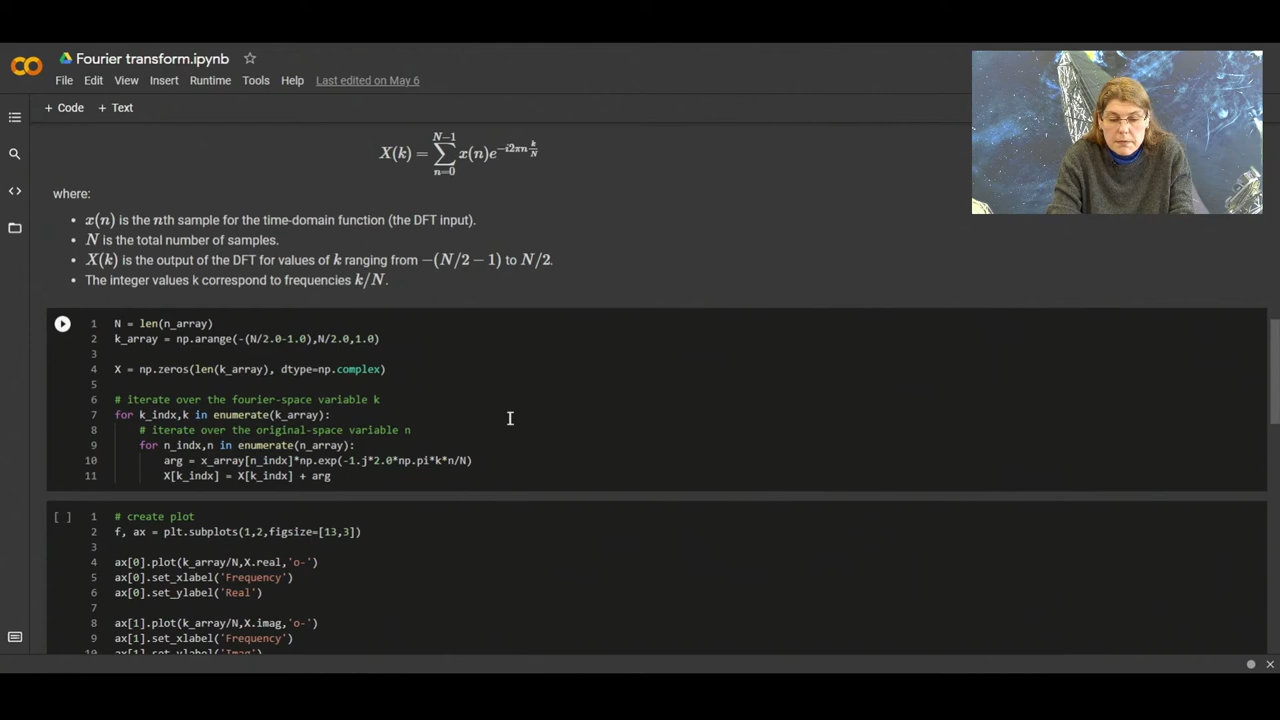 Fourier transform.ipynb
File Edit View Insert Runtime Tools Help Last edited on May 6
+ Code + Text
X(k) = \sum_{n=0}^{N-1} x(n)e^{-i2πn\frac{k}{N}}
where:
• x(n) is the nth sample for the time-domain function (the DFT input).
• N is the total number of samples.
• X(k) is the output of the DFT for values of k ranging from −(N/2 − 1) to N/2.
• The integer values k correspond to frequencies k/N.
1 N = len(n_array)
2 k_array = np.arange(-(N/2.0-1.0),N/2.0,1.0)
3
4 X = np.zeros(len(k_array), dtype=np.complex)
5
6 # iterate over the fourier-space variable k
7 for k_indx,k in enumerate(k_array):
8 # iterate over the original-space variable n
9 for n_indx,n in enumerate(n_array):
10 arg = x_array[n_indx]*np.exp(-1.j*2.0*np.pi*k*n/N)
11 X[k_indx] = X[k_indx] + arg
[ ] 1 # create plot
2 f, ax = plt.subplots(1,2,figsize=[13,3])
3
4 ax[0].plot(k_array/N,X.real,'o-')
5 ax[0].set_xlabel('Frequency')
6 ax[0].set_ylabel('Real')
7
8 ax[1].plot(k_array/N,X.imag,'o-')
9 ax[1].set_xlabel('Frequency')
10 ax[1].set_ylabel('Imag')